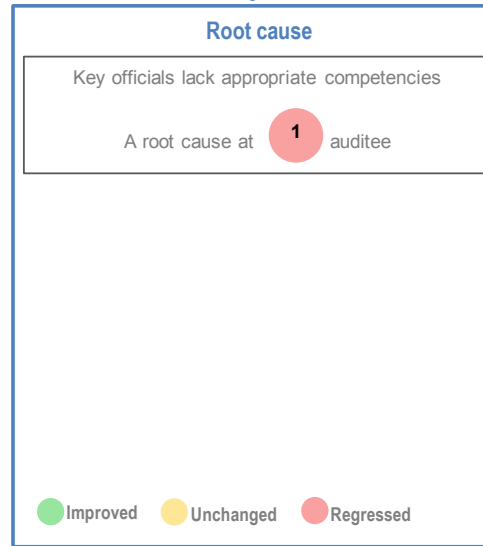 Root cause
Key officials lack appropriate competencies
A root cause at 1 auditee
Improved Unchanged Regressed